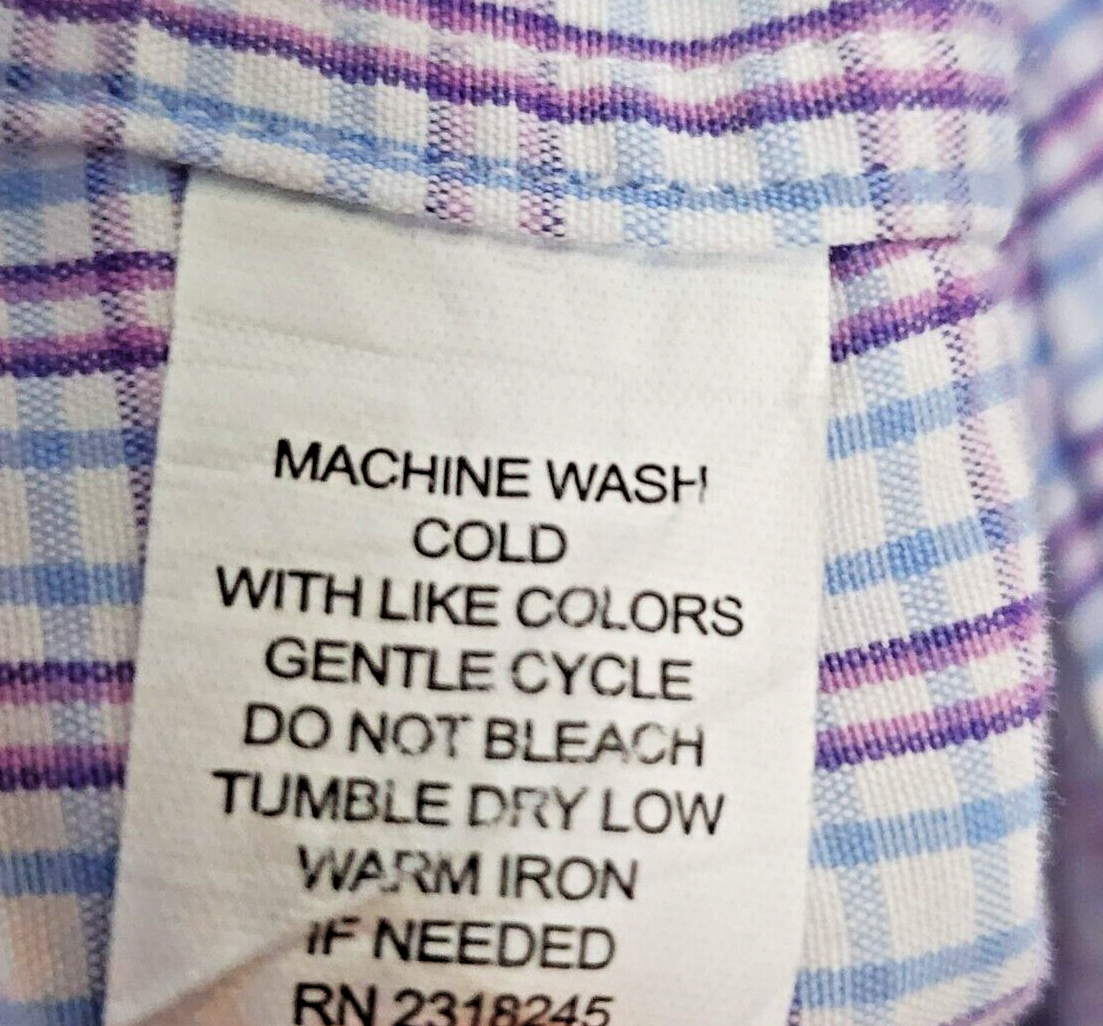 MACHINE WASH
COLD
WITH LIKE COLORS
GENTLE CYCLE
DO NOT BLEACH
TUMBLE DRY LOW
WARM IRON
IF NEEDED
RN 2318245